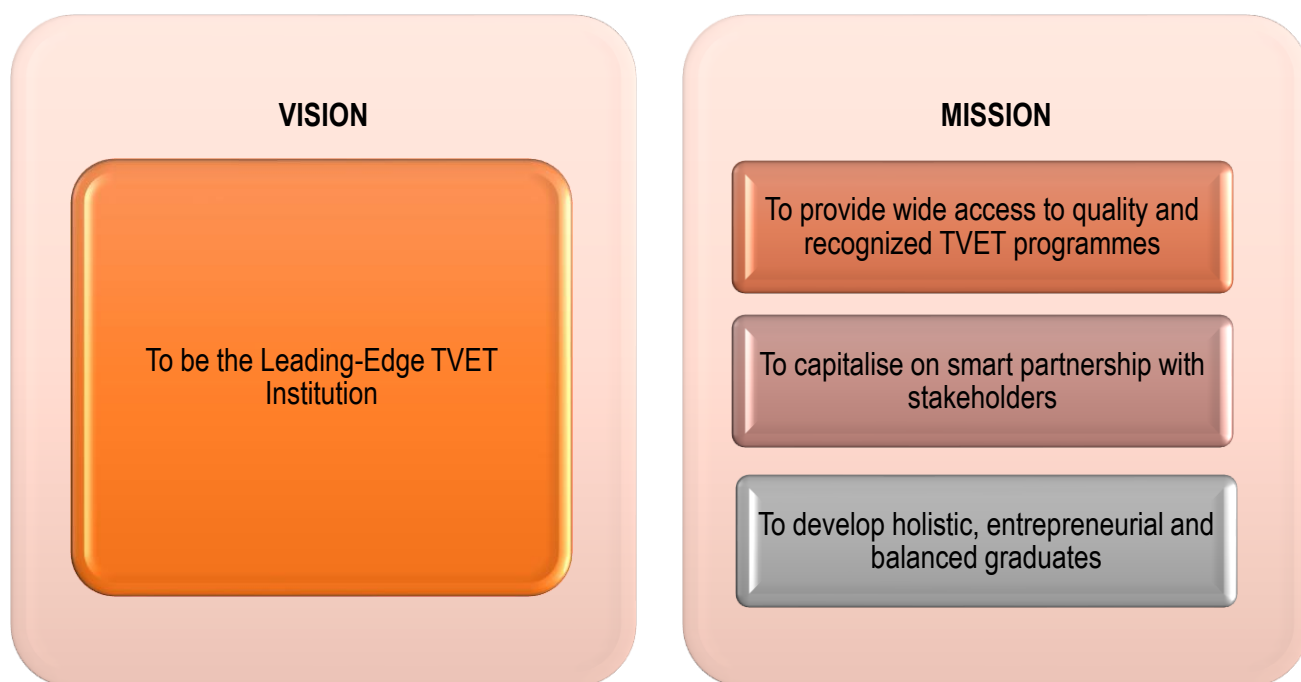 VISION
To be the Leading-Edge TVET
Institution
MISSION
To provide wide access to quality and
recognized TVET programmes
To capitalise on smart partnership with
stakeholders
To develop holistic, entrepreneurial and
balanced graduates